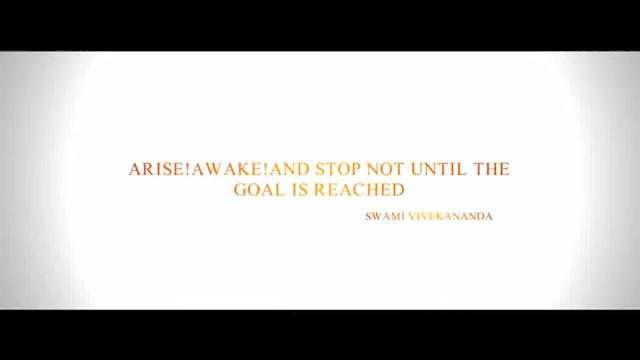 ARISE!AWAKE!AND STOP NOT UNTIL THE
GOAL IS REACHED
SWAMI VIVEKANANDA